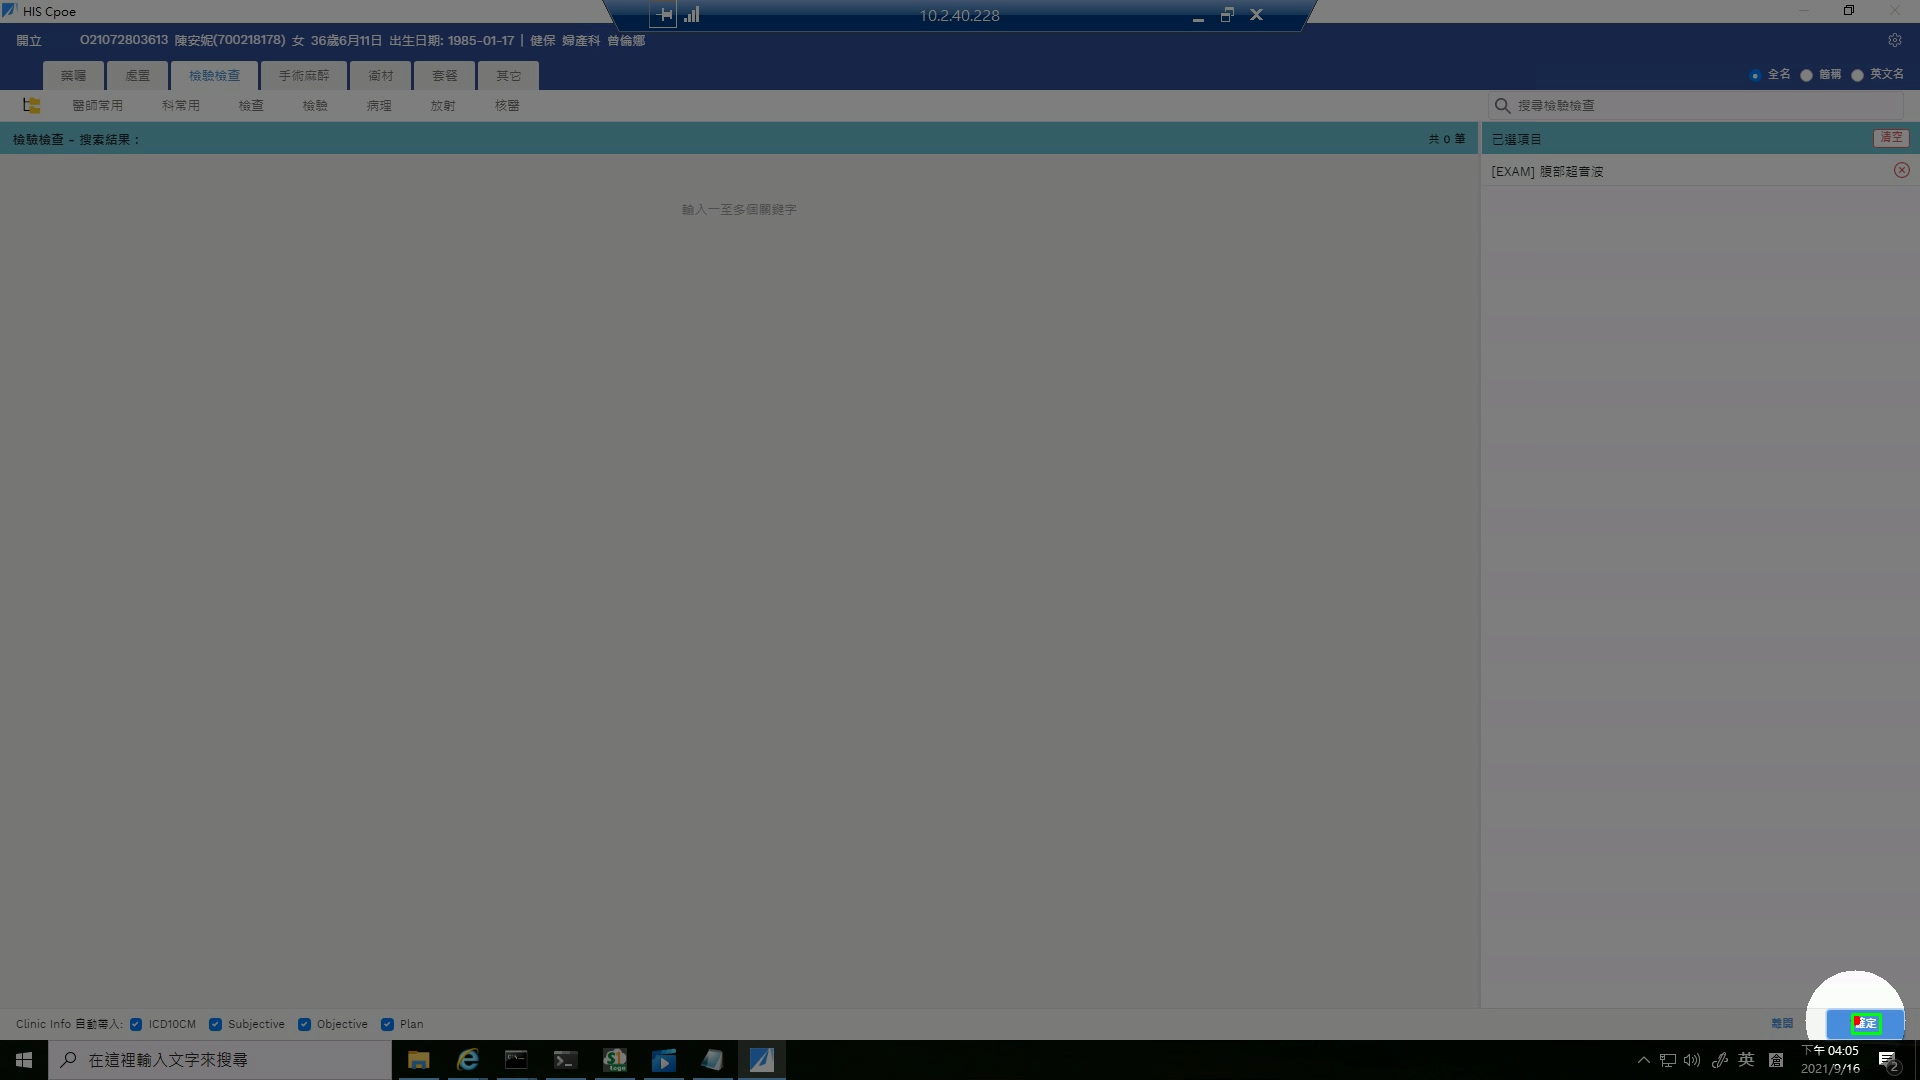 HIS Cpoe
10.2.40.228
開立 O21072803613 陳安妮(700218178) 女 36歲6月11日 出生日期: 1985-01-17 | 健保 婦產科 曾倫娜
藥囑 處置 檢驗檢查 手術麻醉 衛材 套餐 其它
全名 簡稱 英文名
醫師常用 科常用 檢查 檢驗 病理 放射 核醫
搜尋檢驗檢查
檢驗檢查 - 搜索結果 :
共 0 筆
已選項目
清空
[EXAM] 腹部超音波
輸入一至多個關鍵字
Clinic Info 自動帶入: ICD10CM Subjective Objective Plan
離開
確定
在這裡輸入文字來搜尋
英
下午 04:05
2021/9/16
2